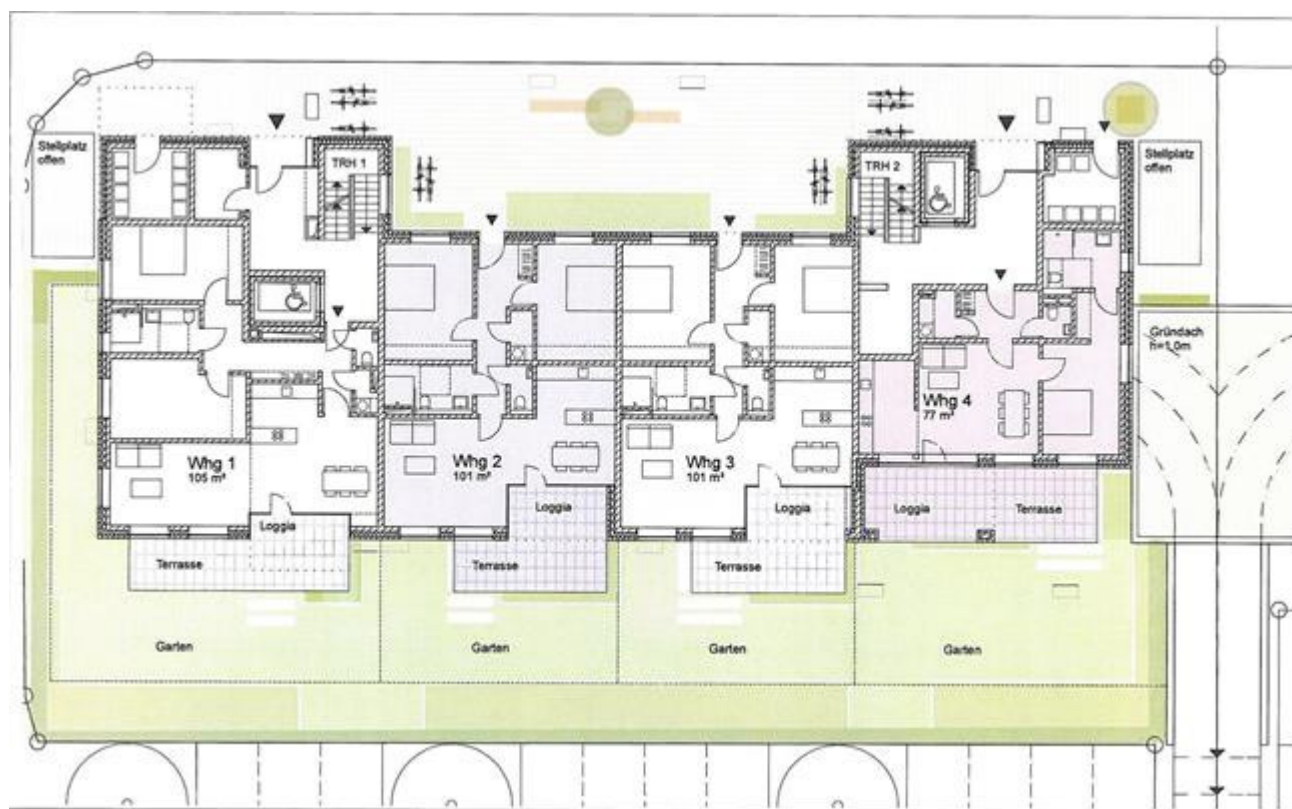 Stellplatz
offen
TRH 1
TRH 2
Stellplatz
offen
Gründach
h=1,0m
Whg 1
105 m²
Whg 2
101 m²
Whg 3
101 m²
Whg 4
77 m²
Loggia
Terrasse
Loggia
Terrasse
Loggia
Terrasse
Loggia
Terrasse
Garten
Garten
Garten
Garten